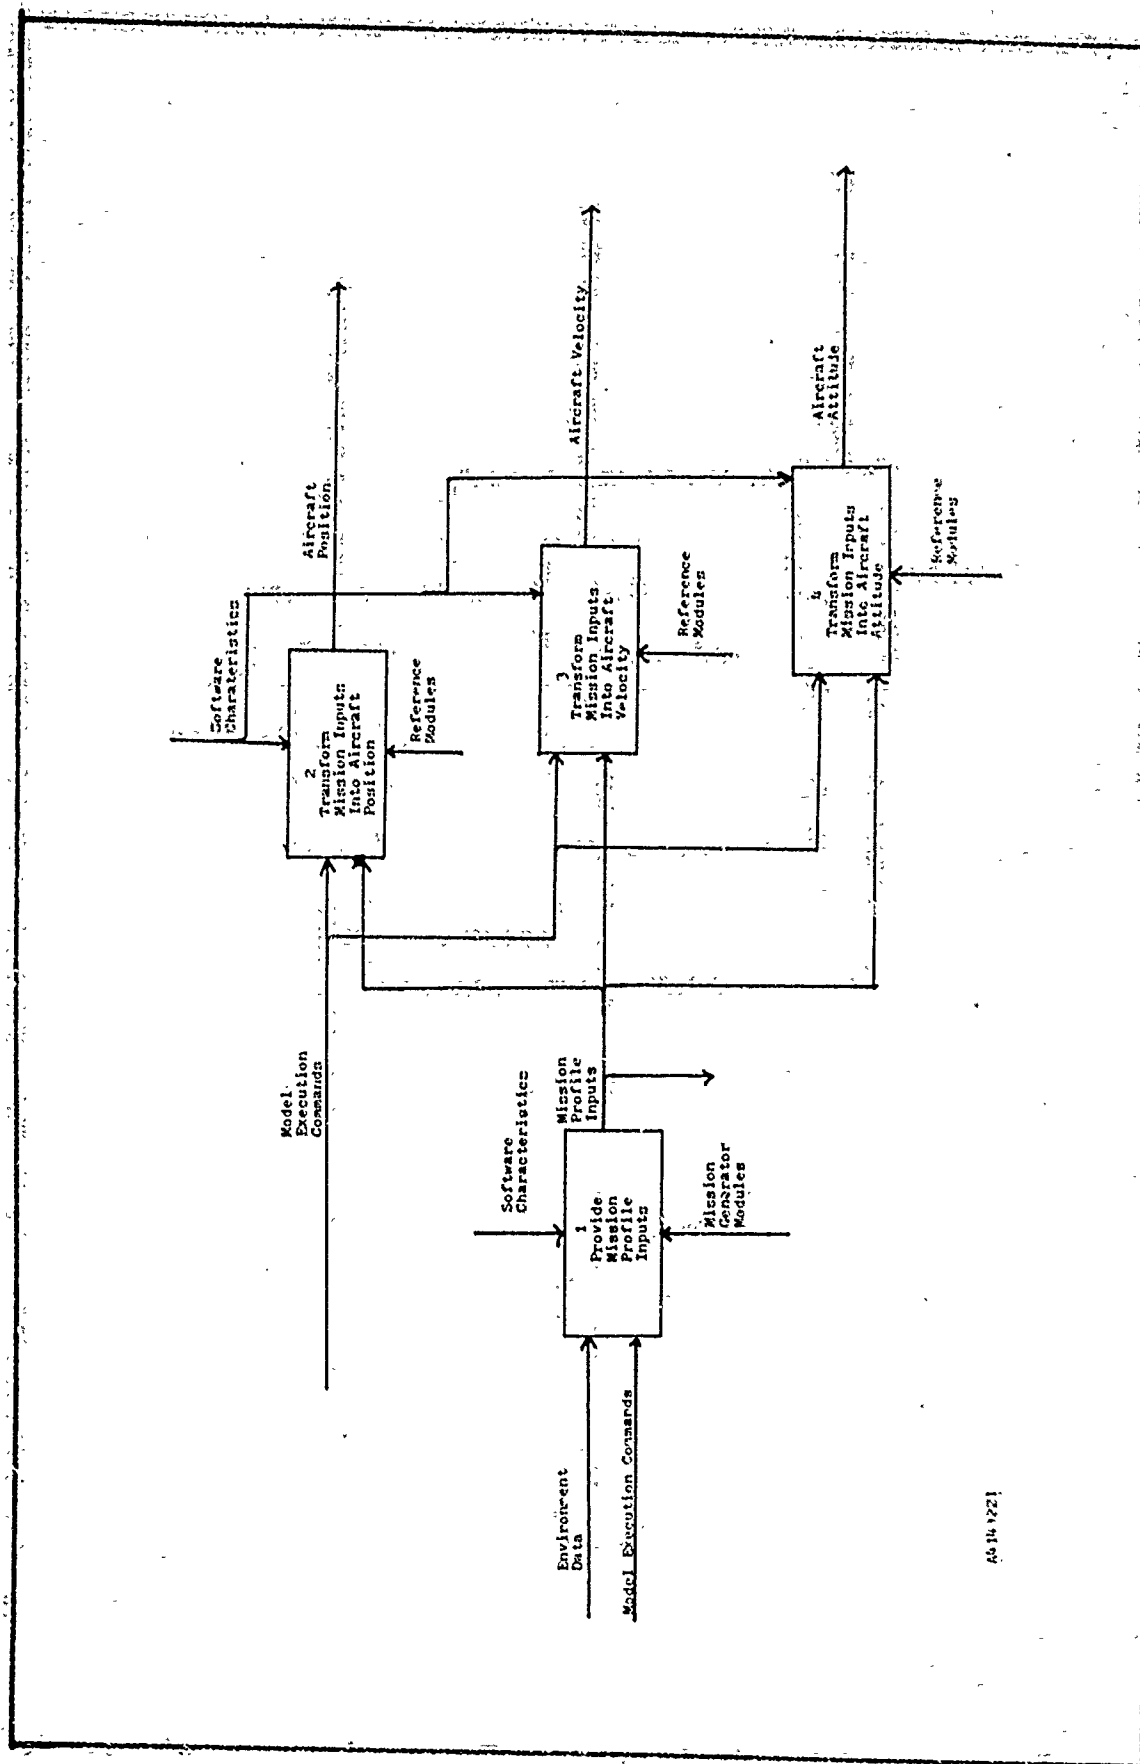 Software
Charateristics
2
Transform
Mission Inputs
Into Aircraft
Position
Aircraft
Position
Reference
Modules
Model
Execution
Commands
Aircraft Velocity
3
Transform
Mission Inputs
Into Aircraft
Velocity
Reference
Modules
Software
Characteristics
Mission
Profile
Inputs
1
Provide
Mission
Profile
Inputs
Mission
Generator
Modules
Environment
Data
Model Execution Commands
Aircraft
Attitude
4
Transform
Mission Inputs
Into Aircraft
Attitude
Reference
Modules